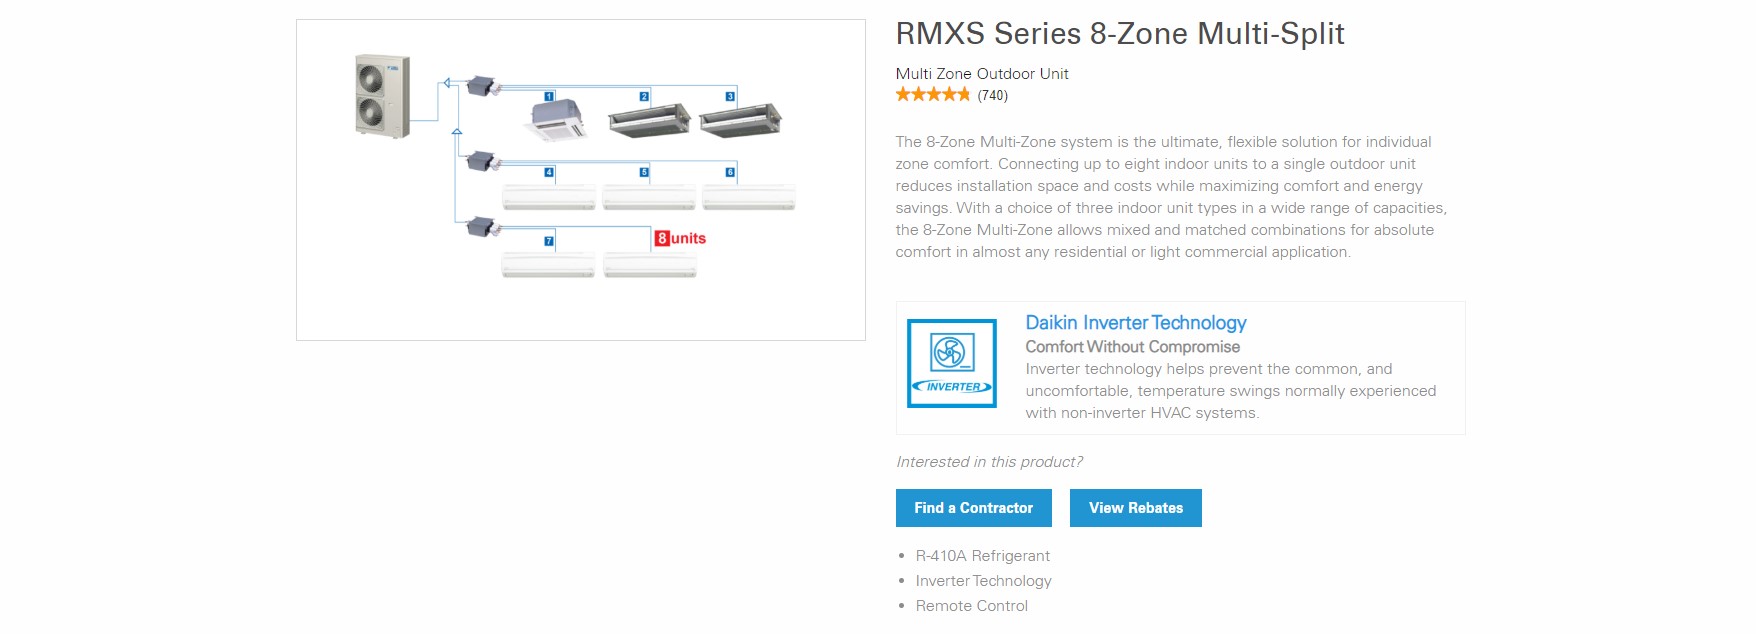 1
2
3
4
5
6
7
8 units
RMXS Series 8-Zone Multi-Split
Multi Zone Outdoor Unit
(740)
The 8-Zone Multi-Zone system is the ultimate, flexible solution for individual
zone comfort. Connecting up to eight indoor units to a single outdoor unit
reduces installation space and costs while maximizing comfort and energy
savings. With a choice of three indoor unit types in a wide range of capacities,
the 8-Zone Multi-Zone allows mixed and matched combinations for absolute
comfort in almost any residential or light commercial application.
INVERTER
Daikin Inverter Technology
Comfort Without Compromise
Inverter technology helps prevent the common, and
uncomfortable, temperature swings normally experienced
with non-inverter HVAC systems.
Interested in this product?
Find a Contractor
View Rebates
• R-410A Refrigerant
• Inverter Technology
• Remote Control